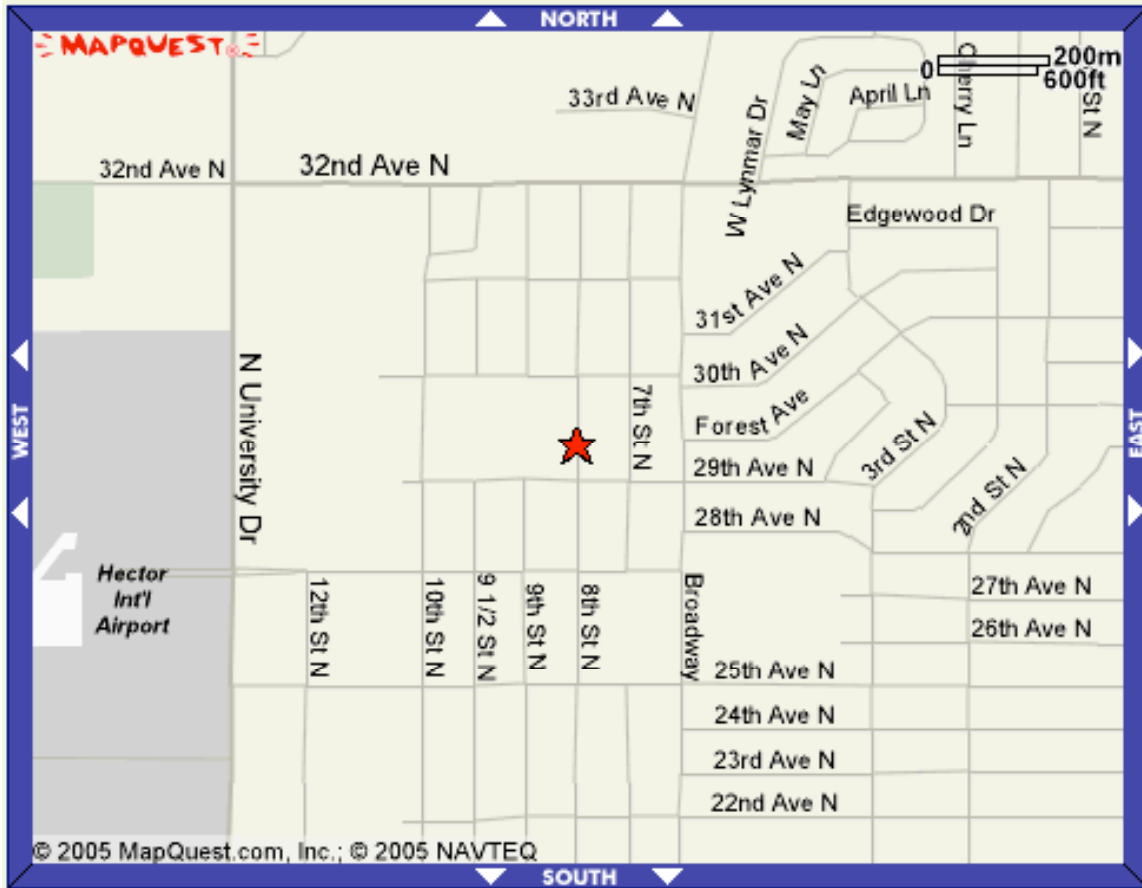 NORTH
MAPQUEST
200m
0
600ft
Cherry Ln
St N
33rd Ave N
W Lynmar Dr
May Ln
April Ln
32nd Ave N
32nd Ave N
Edgewood Dr
31st Ave N
30th Ave N
N University Dr
7th St N
Forest Ave
WEST
EAST
29th Ave N
3rd St N
2nd St N
28th Ave N
Hector
Int'l
Airport
12th St N
10th St N
9 1/2 St N
9th St N
8th St N
Broadway
27th Ave N
26th Ave N
25th Ave N
24th Ave N
23rd Ave N
22nd Ave N
© 2005 MapQuest.com, Inc.; © 2005 NAVTEQ
SOUTH